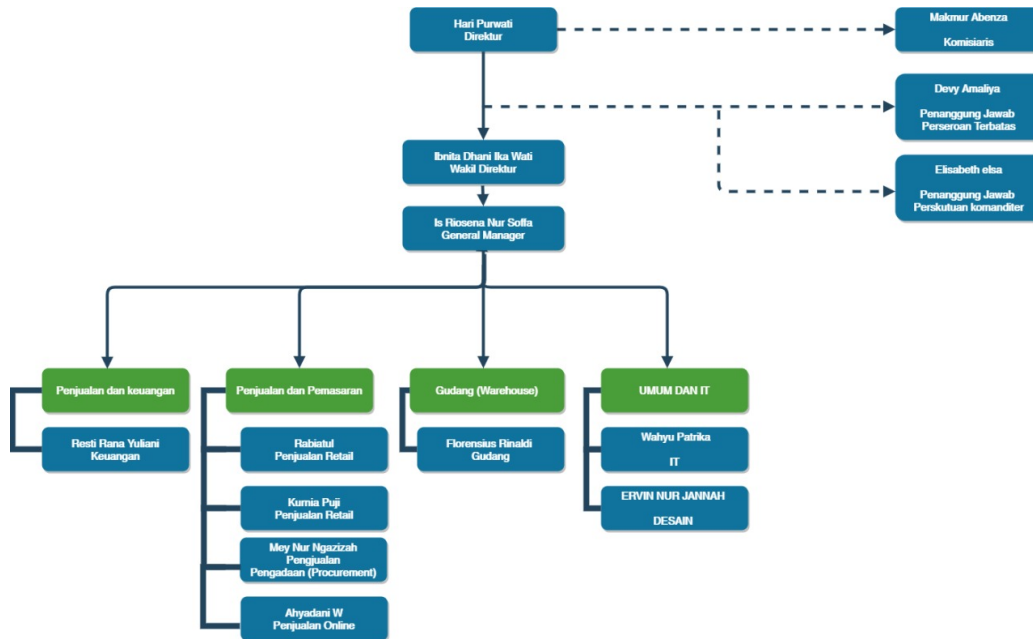 Hari Purwati
Direktur
Makmur Abenza
Komisiaris
Devy Amaliya
Penanggung Jawab
Perseroan Terbatas
Ibnita Dhani Ika Wati
Wakil Direktur
Elisabeth elsa
Penanggung Jawab
Perskutuan komanditer
Is Riosena Nur Soffa
General Manager
Penjualan dan keuangan
Resti Rana Yuliani
Keuangan
Penjualan dan Pemasaran
Rabiatul
Penjualan Retail
Kurnia Puji
Penjualan Retail
Mey Nur Ngazizah
Pengjualan
Pengadaan (Procurement)
Ahyadani W
Penjualan Online
Gudang (Warehouse)
Florensius Rinaldi
Gudang
UMUM DAN IT
Wahyu Patrika
IT
ERVIN NUR JANNAH
DESAIN